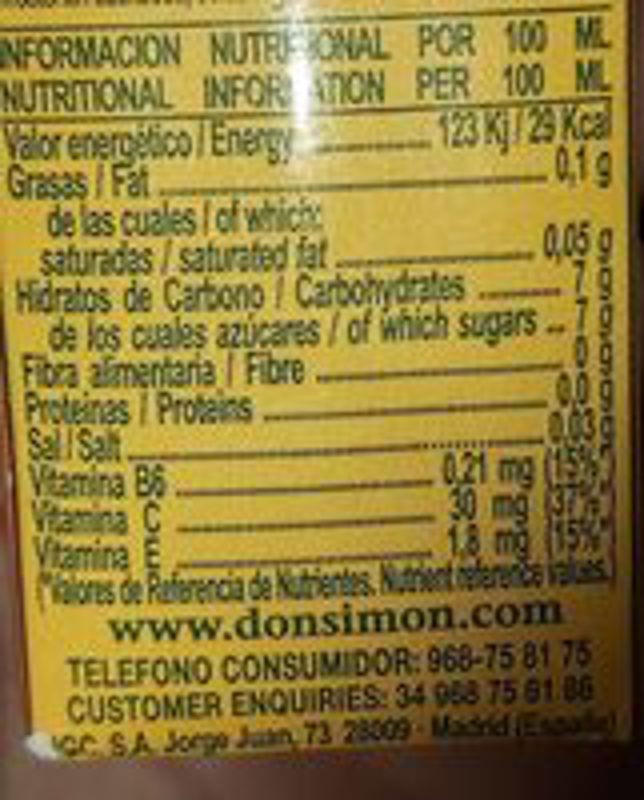 INFORMACION NUTRICIONAL POR 100 ML
NUTRITIONAL INFORMATION PER 100 ML
Valor energético / Energy 123 Kj / 29 Kcal
Grasas / Fat 0,1 g
de las cuales / of which:
saturadas / saturated fat 0,05 g
Hidratos de Carbono / Carbohydrates 7 g
de los cuales azúcares / of which sugars 7 g
Fibra alimentaria / Fibre 0 g
Proteinas / Proteins 0,0 g
Sal / Salt 0,03 g
Vitamina B6 0,21 mg (15%*)
Vitamina C 30 mg (37%*)
Vitamina E 1,8 mg (15%*)
(*Valores de Referencia de Nutrientes. Nutrient reference values.)
www.donsimon.com
TELEFONO CONSUMIDOR: 968-75 81 75
CUSTOMER ENQUIRIES: 34 968 75 81
S.A. Jorge Juan, 73 28009 - Madrid (España)